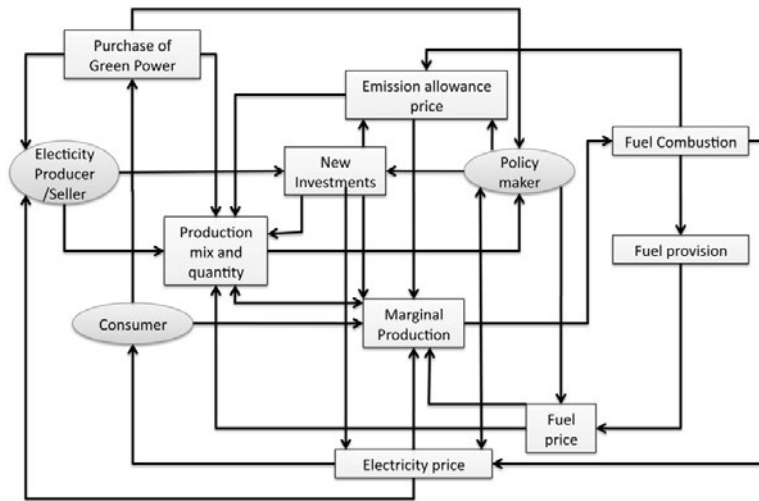 Purchase of
Green Power
Emission allowance
price
Fuel Combustion
Electicity
Producer
/Seller
New
Investments
Policy
maker
Production
mix and
quantity
Fuel provision
Consumer
Marginal
Production
Fuel
price
Electricity price